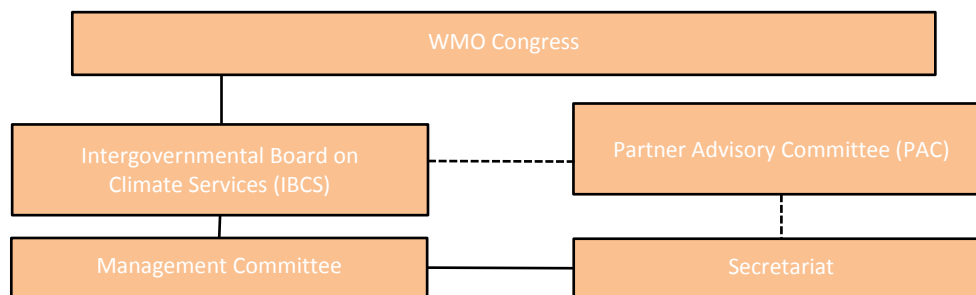 WMO Congress
Intergovernmental Board on
Climate Services (IBCS)
Partner Advisory Committee (PAC)
Management Committee
Secretariat